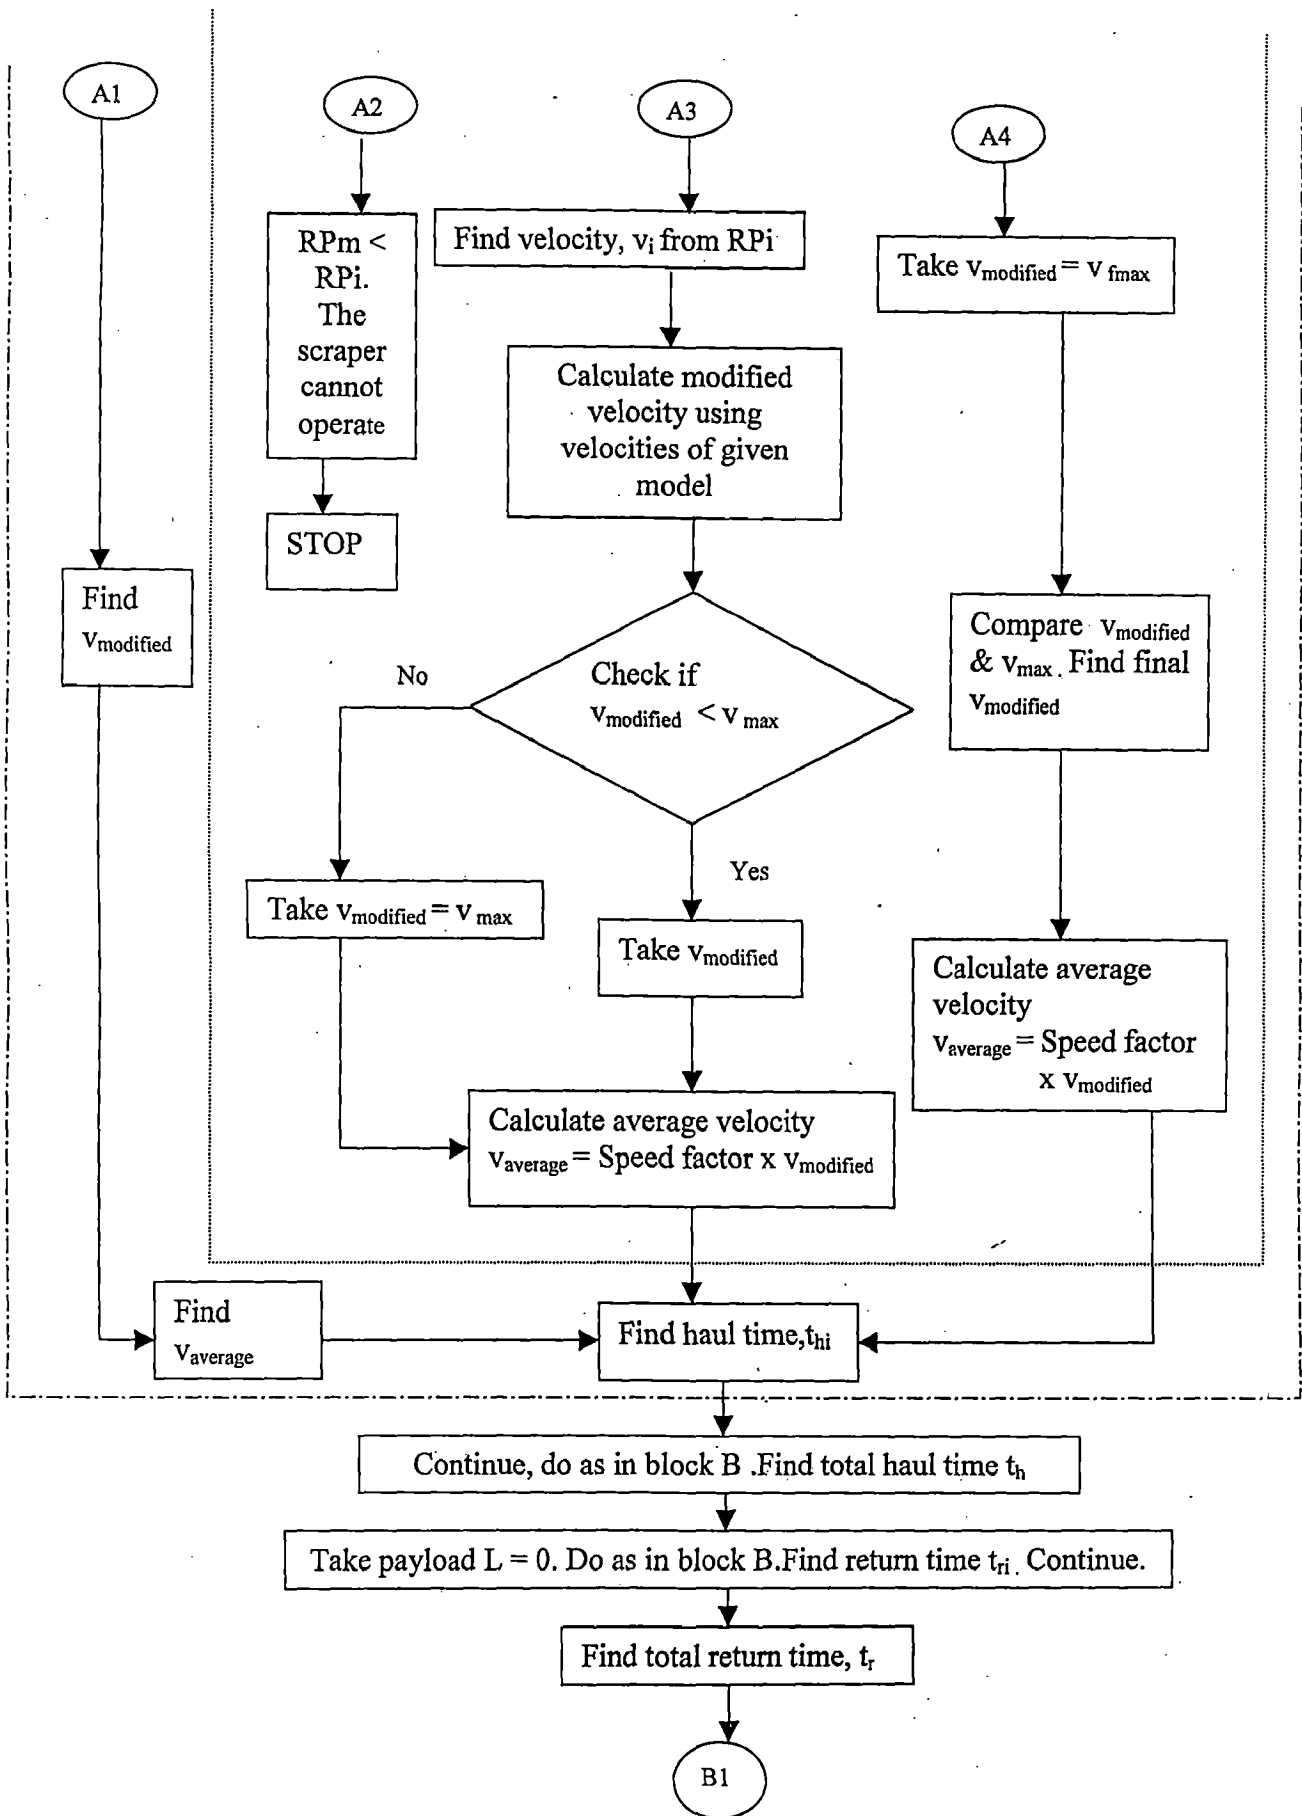 A1
A2
A3
A4
RPm <
RPi.
The
scraper
cannot
operate
STOP
Find velocity, vi from RPi
Take vmodified = v fmax
Calculate modified
velocity using
velocities of given
model
Find
vmodified
No
Check if
vmodified < v max
Compare vmodified
& vmax. Find final
vmodified
Yes
Take vmodified = v max
Take vmodified
Calculate average
velocity
vaverage = Speed factor
x vmodified
Calculate average velocity
vaverage = Speed factor x vmodified
Find
vaverage
Find haul time,thi
Continue, do as in block B .Find total haul time th
Take payload L = 0. Do as in block B.Find return time tri. Continue.
Find total return time, tr
B1